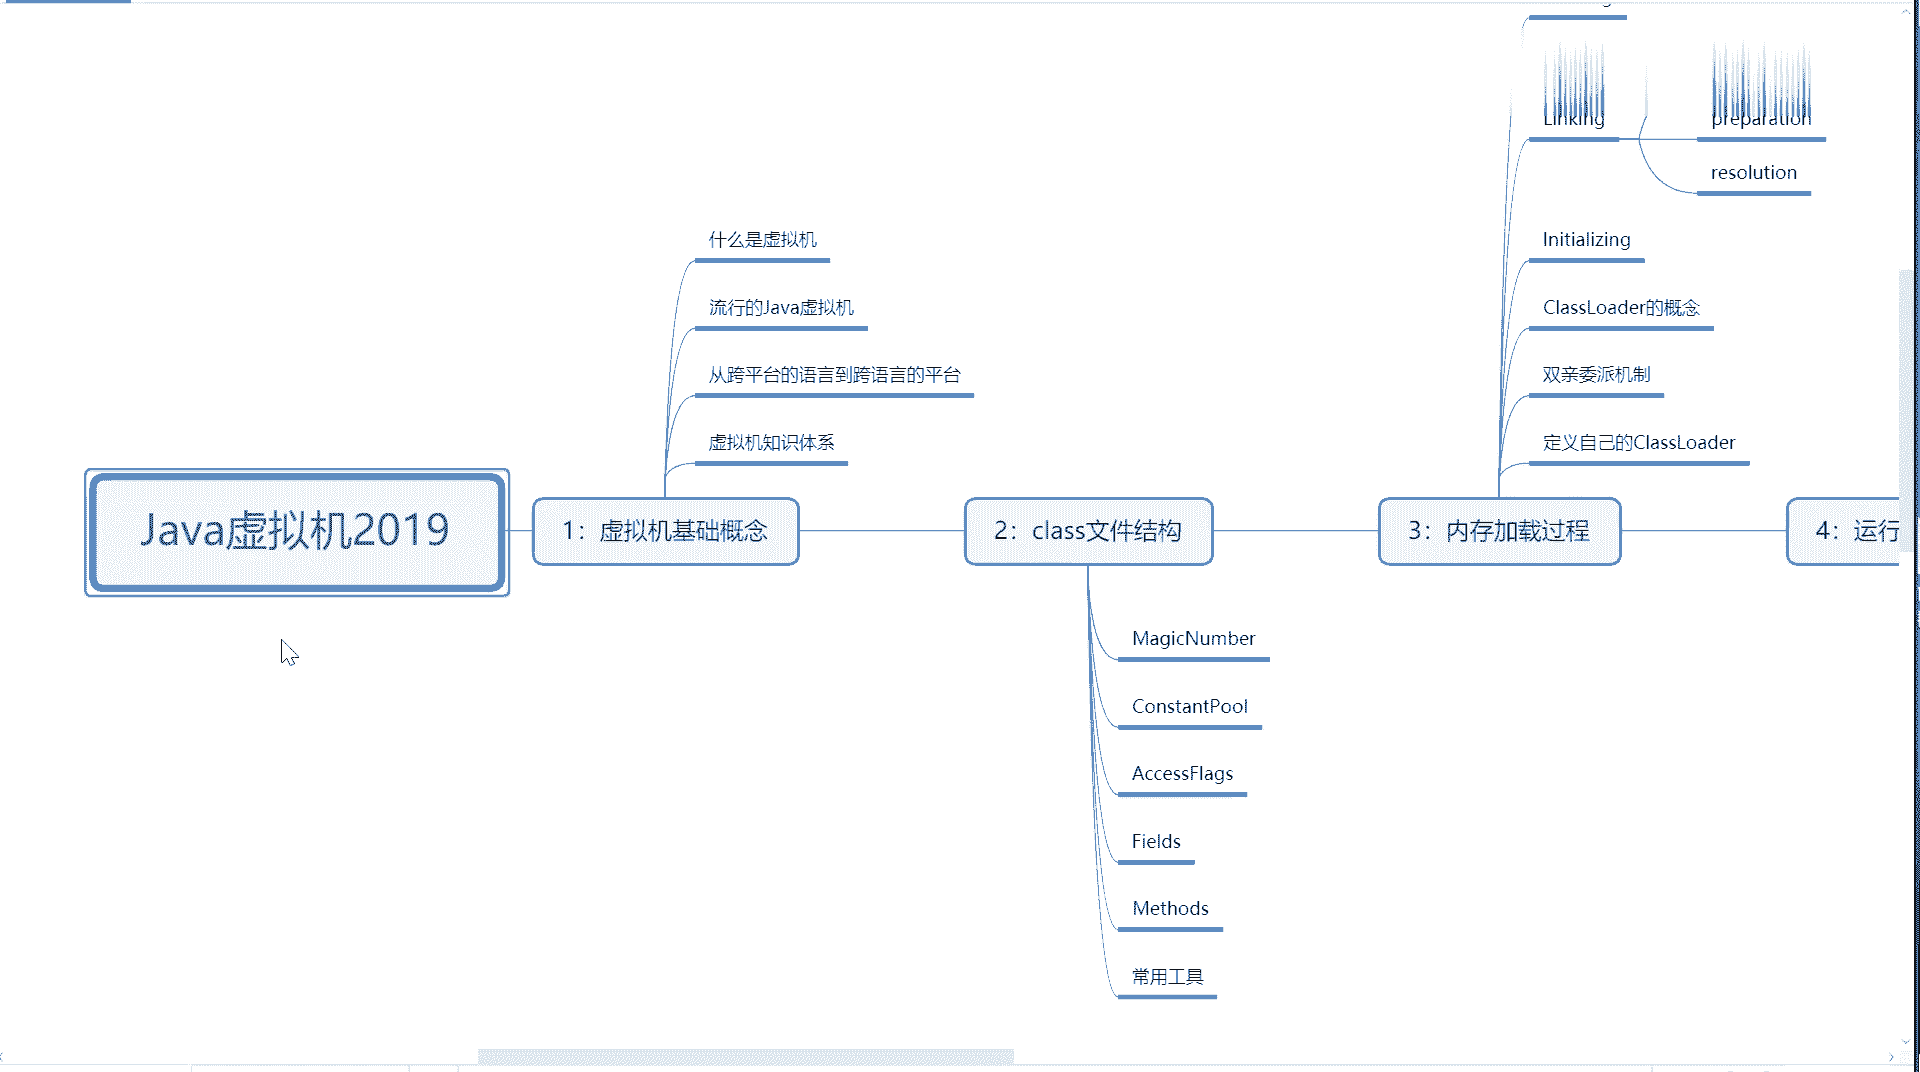 Linking
preparation
resolution
什么是虚拟机
Initializing
流行的Java虚拟机
ClassLoader的概念
从跨平台的语言到跨语言的平台
双亲委派机制
虚拟机知识体系
定义自己的ClassLoader
Java虚拟机2019
1：虚拟机基础概念
2：class文件结构
3：内存加载过程
4：运行
MagicNumber
ConstantPool
AccessFlags
Fields
Methods
常用工具